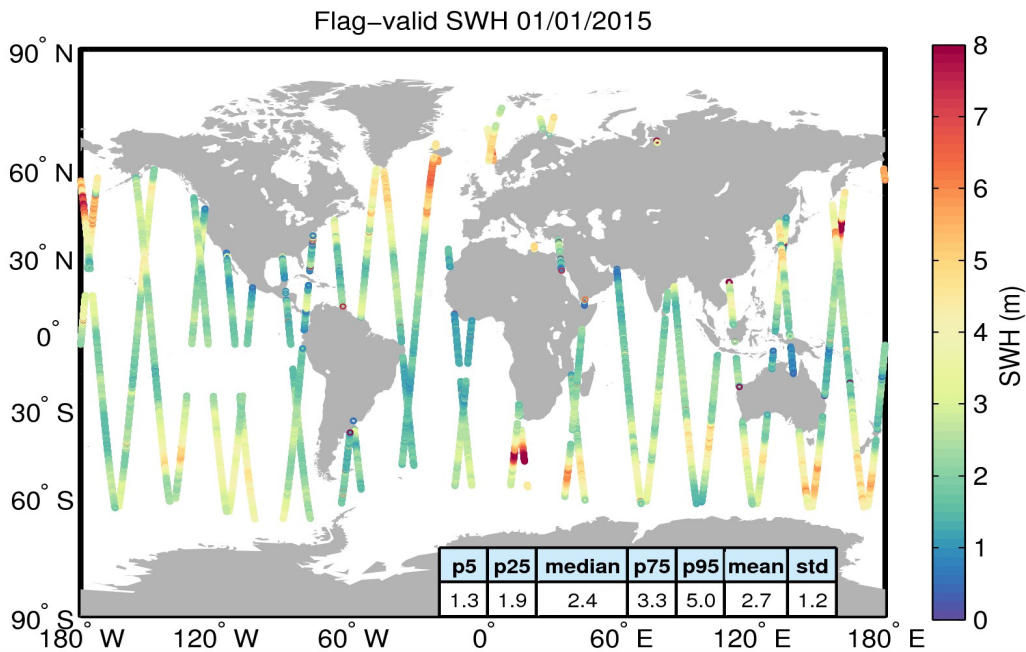 Flag−valid SWH 01/01/2015
90° N
60° N
30° N
0°
30° S
60° S
90° S
180° W
120° W
60° W
0°
60° E
120° E
180° E
p5 p25 median p75 p95 mean std
1.3 1.9 2.4 3.3 5.0 2.7 1.2
8
7
6
5
4
3
2
1
0
SWH (m)